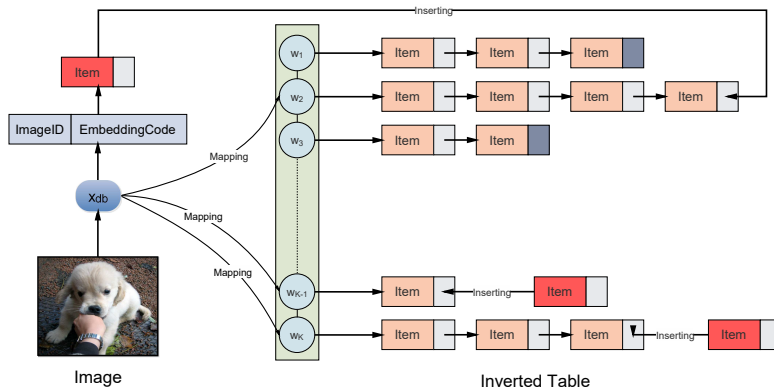 Inserting
Item
w1 Item Item Item
w2 Item Item Item Item
ImageID EmbeddingCode
w3 Item Item
Mapping
Xdb
Mapping
Mapping
wK-1 Item Inserting Item
wK Item Item Item Inserting Item
Image
Inverted Table